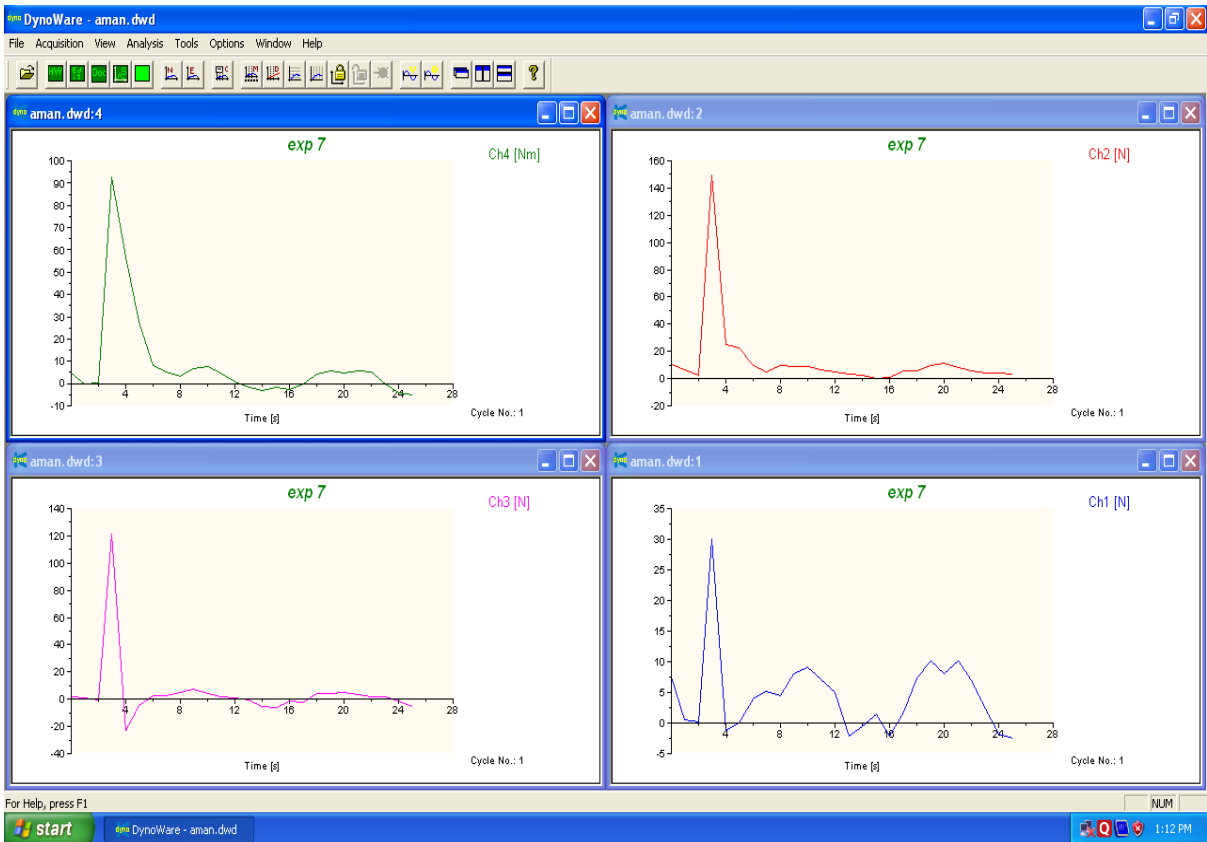 dyno DynoWare - aman.dwd
File Acquisition View Analysis Tools Options Window Help
dyno aman.dwd:4
exp 7
Ch4 [Nm]
100
90
80
70
60
50
40
30
20
10
0
-10
4 8 12 16 20 24 28
Time [s]
Cycle No.: 1
aman.dwd:2
exp 7
Ch2 [N]
160
140
120
100
80
60
40
20
0
-20
4 8 12 16 20 24 28
Time [s]
Cycle No.: 1
aman.dwd:3
exp 7
Ch3 [N]
140
120
100
80
60
40
20
0
-20
-40
4 8 12 16 20 24 28
Time [s]
Cycle No.: 1
aman.dwd:1
exp 7
Ch1 [N]
35
30
25
20
15
10
5
0
-5
4 8 12 16 20 24 28
Time [s]
Cycle No.: 1
For Help, press F1
NUM
start
dyno DynoWare - aman.dwd
1:12 PM